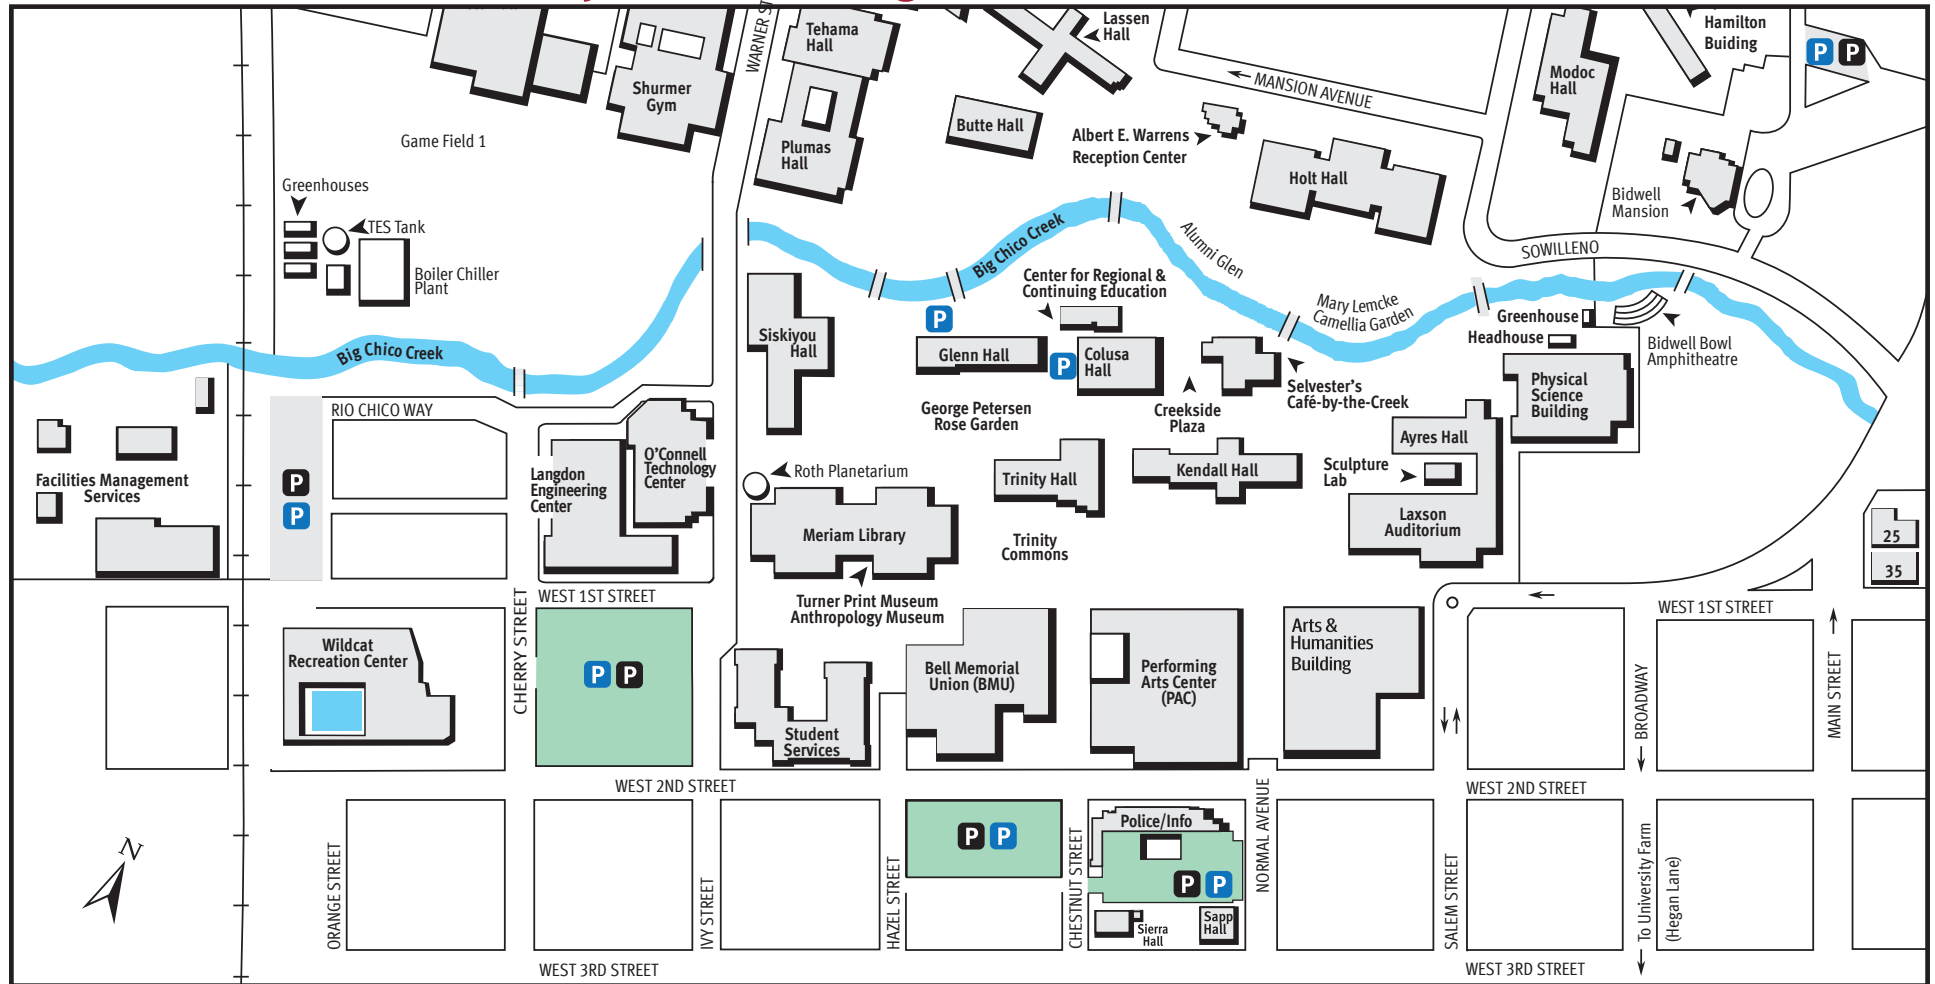 WARNER ST
Tehama
Hall
Lassen
Hall
Hamilton
Buiding
P P
Shurmer
Gym
Modoc
Hall
MANSION AVENUE
Game Field 1
Plumas
Hall
Butte Hall
Albert E. Warrens
Reception Center
Holt Hall
Bidwell
Mansion
Greenhouses
TES Tank
Boiler Chiller
Plant
Big Chico Creek
Alumni Glen
SOWILLENO
Center for Regional &
Continuing Education
Mary Lemcke
Camellia Garden
Greenhouse
Headhouse
Bidwell Bowl
Amphitheatre
Big Chico Creek
Siskiyou
Hall
P
Glenn Hall
P
Colusa
Hall
Selvester's
Café-by-the-Creek
Physical
Science
Building
RIO CHICO WAY
George Petersen
Rose Garden
Creekside
Plaza
Ayres Hall
Facilities Management
Services
P
P
Langdon
Engineering
Center
O'Connell
Technology
Center
Roth Planetarium
Trinity Hall
Kendall Hall
Sculpture
Lab
Meriam Library
Trinity
Commons
Laxson
Auditorium
25
35
WEST 1ST STREET
Turner Print Museum
Anthropology Museum
WEST 1ST STREET
CHERRY STREET
Wildcat
Recreation Center
P P
Bell Memorial
Union (BMU)
Performing
Arts Center
(PAC)
Arts &
Humanities
Building
BROADWAY
MAIN STREET
Student
Services
WEST 2ND STREET
WEST 2ND STREET
N
ORANGE STREET
IVY STREET
HAZEL STREET
P P
CHESTNUT STREET
Police/Info
P P
Sierra
Hall
Sapp
Hall
NORMAL AVENUE
SALEM STREET
To University Farm
(Hegan Lane)
WEST 3RD STREET
WEST 3RD STREET